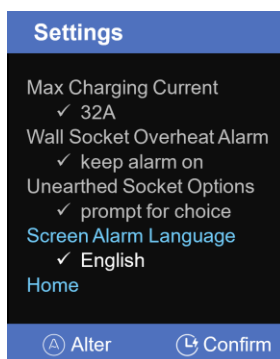 Settings
Max Charging Current
✓ 32A
Wall Socket Overheat Alarm
✓ keep alarm on
Unearthed Socket Options
✓ prompt for choice
Screen Alarm Language
✓ English
Home
A Alter
Confirm